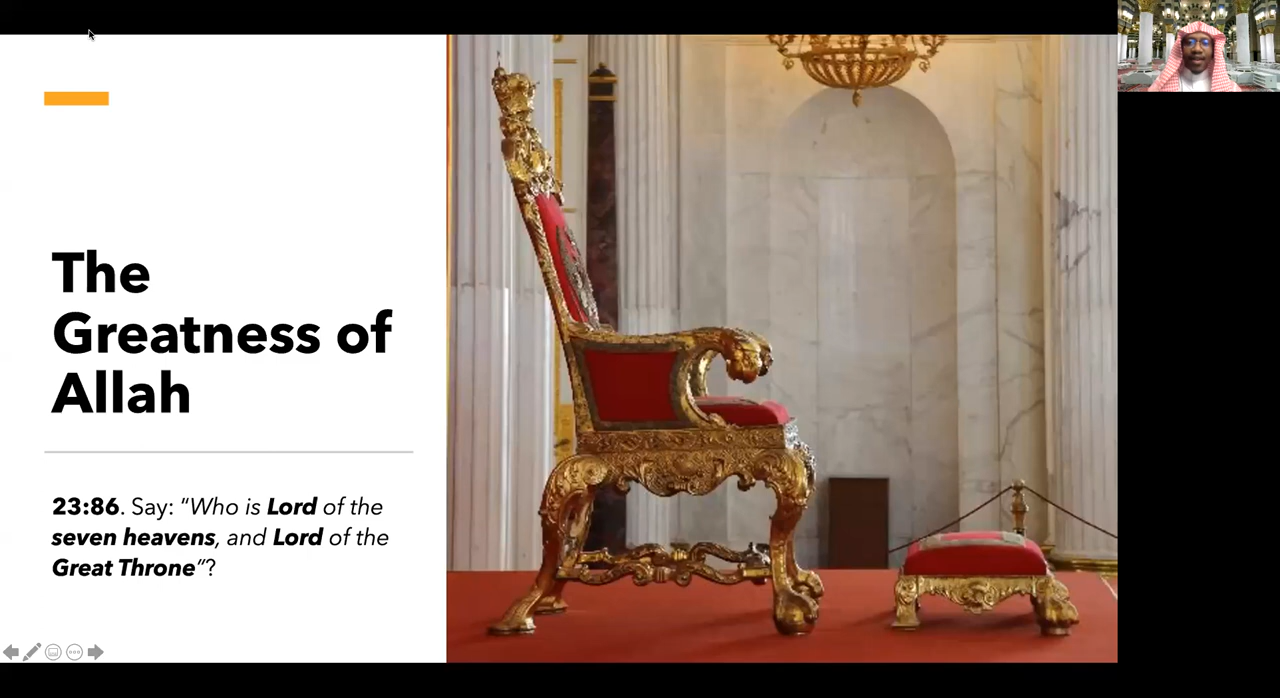 The
Greatness of
Allah
23:86. Say: “Who is Lord of the
seven heavens, and Lord of the
Great Throne”?